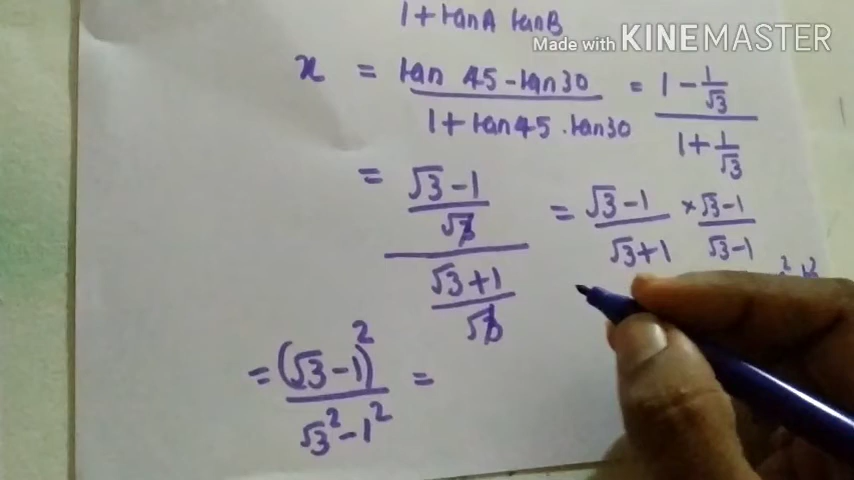 1 + tanA tanB
Made with KINEMASTER
x = tan 45 - tan 30 / 1 + tan 45 . tan 30 = 1 - 1/√3 / 1 + 1/√3
= √3 - 1/√3 / √3 + 1/√3 = √3 - 1 / √3 + 1 × √3 - 1 / √3 - 1
= (√3 - 1)² / √3² - 1² =